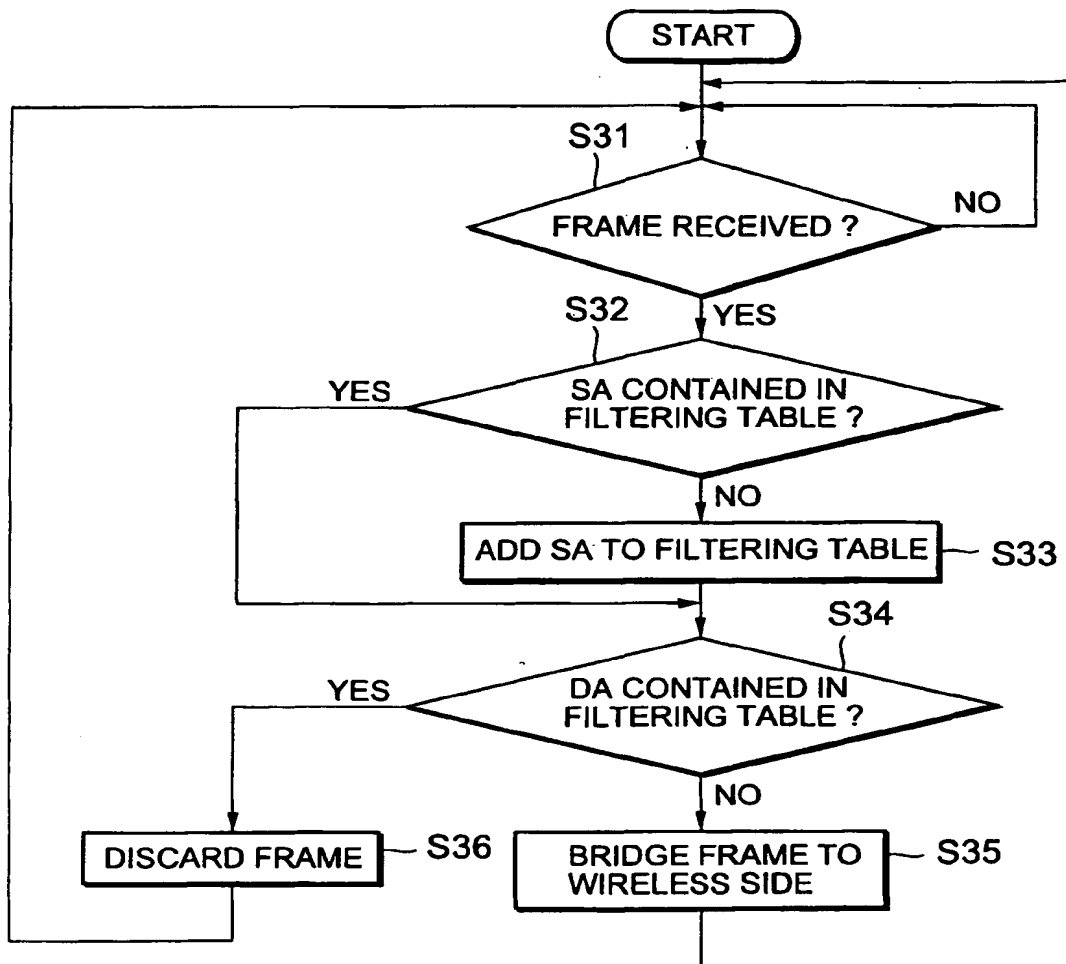 START
S31
FRAME RECEIVED ?
NO
YES
S32
YES
SA CONTAINED IN
FILTERING TABLE ?
NO
ADD SA TO FILTERING TABLE
S33
S34
YES
DA CONTAINED IN
FILTERING TABLE ?
NO
DISCARD FRAME
S36
BRIDGE FRAME TO
WIRELESS SIDE
S35